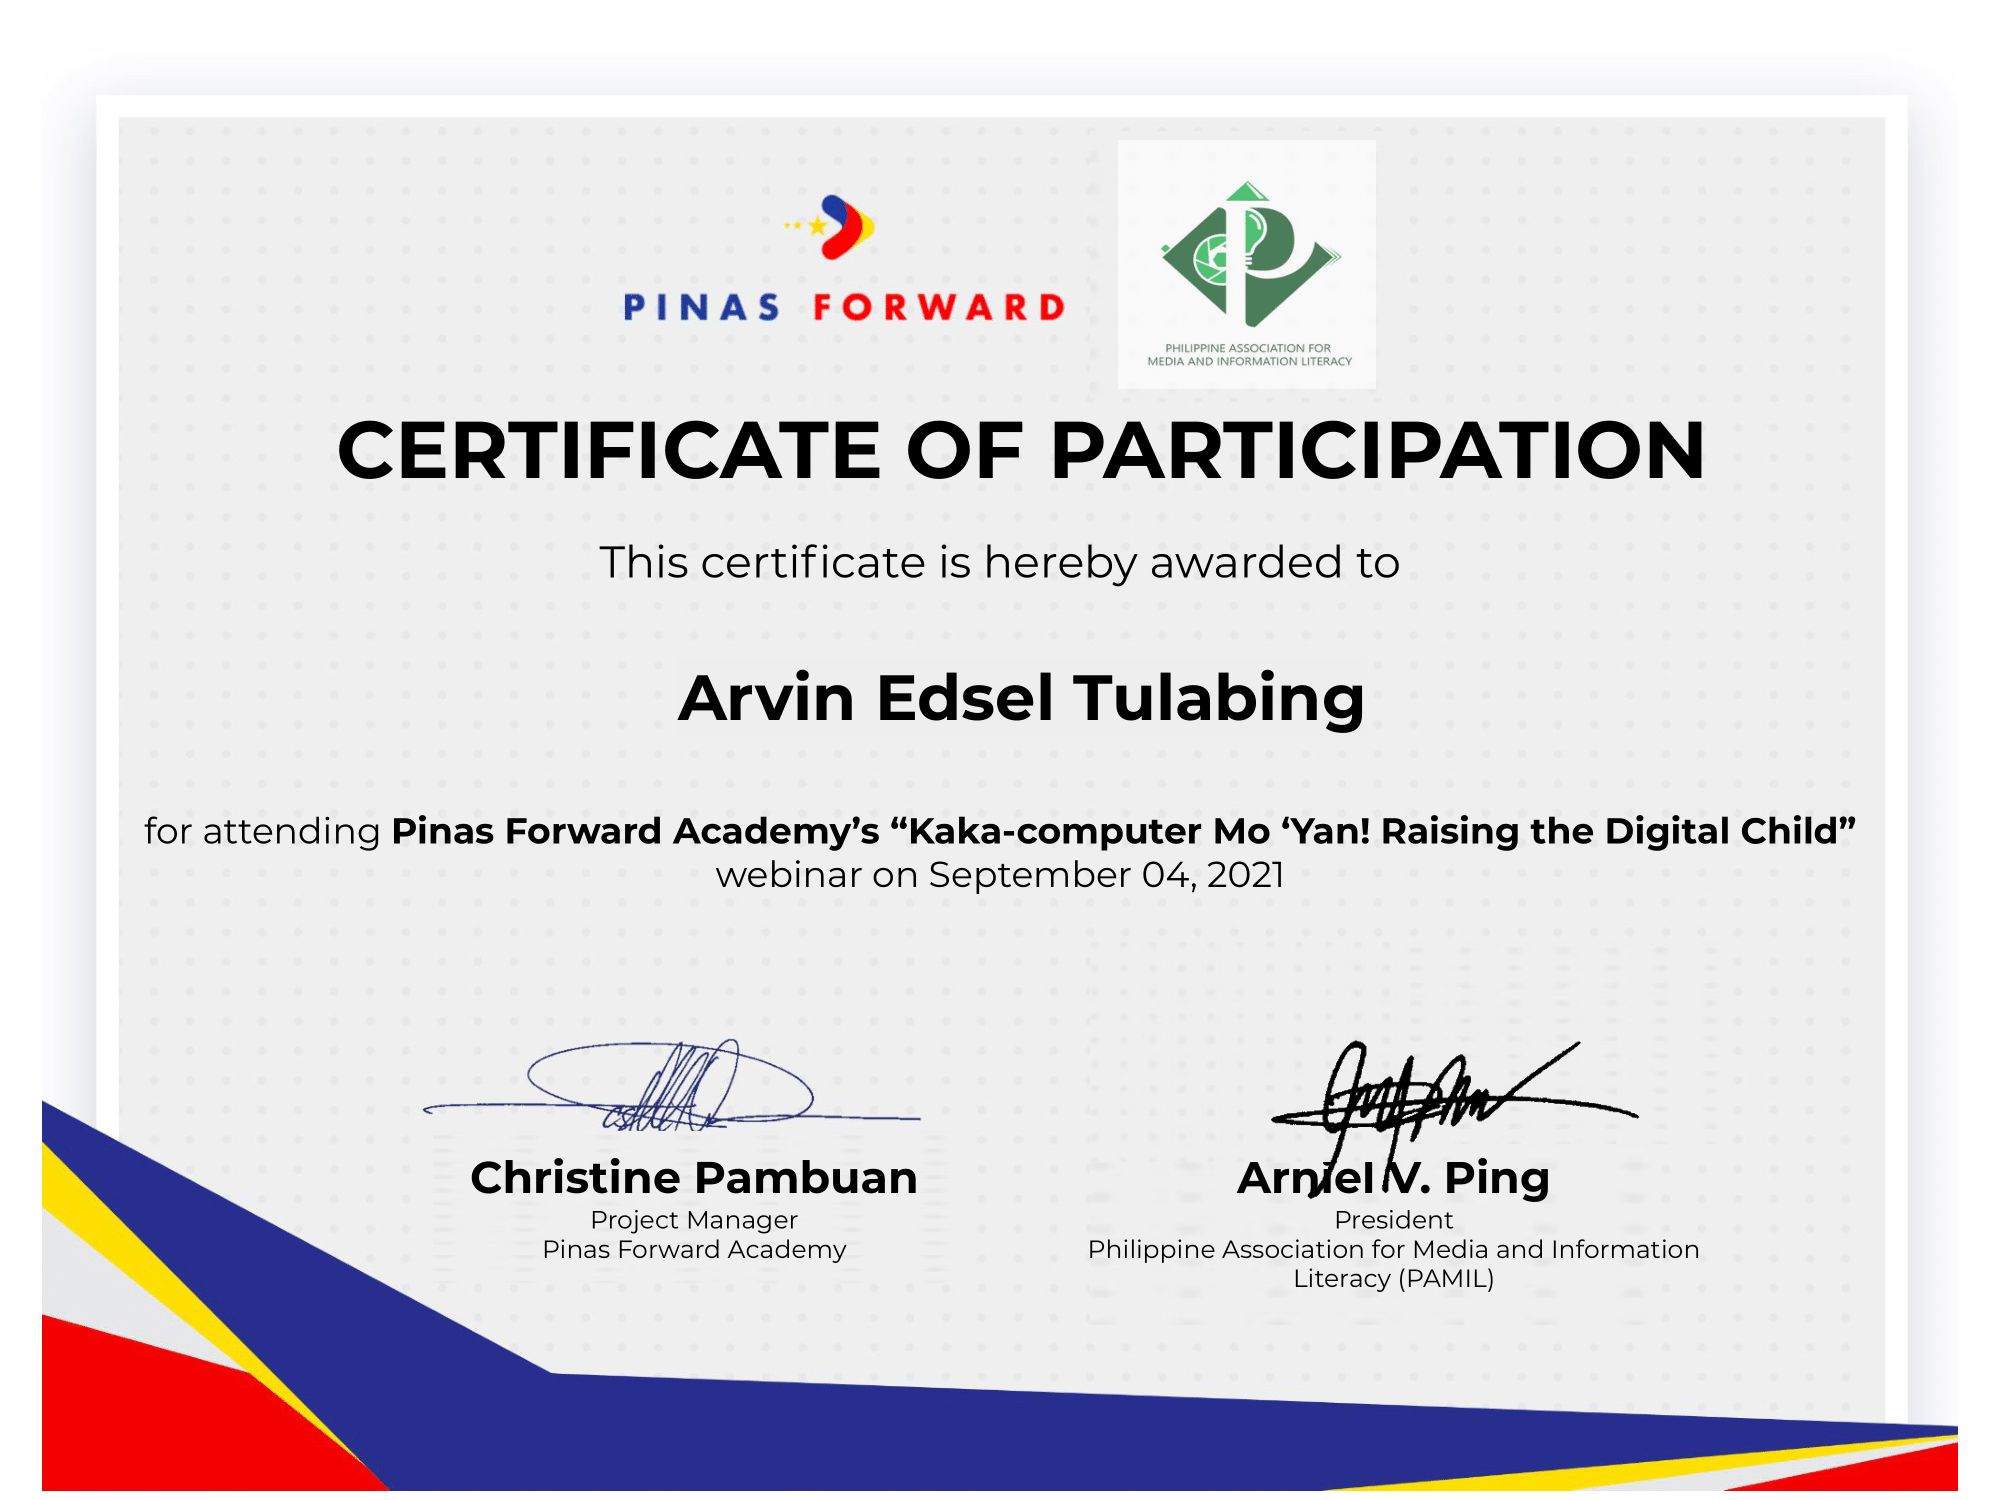 PINAS FORWARD
PHILIPPINE ASSOCIATION FOR
MEDIA AND INFORMATION LITERACY
CERTIFICATE OF PARTICIPATION
This certificate is hereby awarded to
Arvin Edsel Tulabing
for attending Pinas Forward Academy’s “Kaka-computer Mo ‘Yan! Raising the Digital Child”
webinar on September 04, 2021
Christine Pambuan
Project Manager
Pinas Forward Academy
Arniel V. Ping
President
Philippine Association for Media and Information
Literacy (PAMIL)